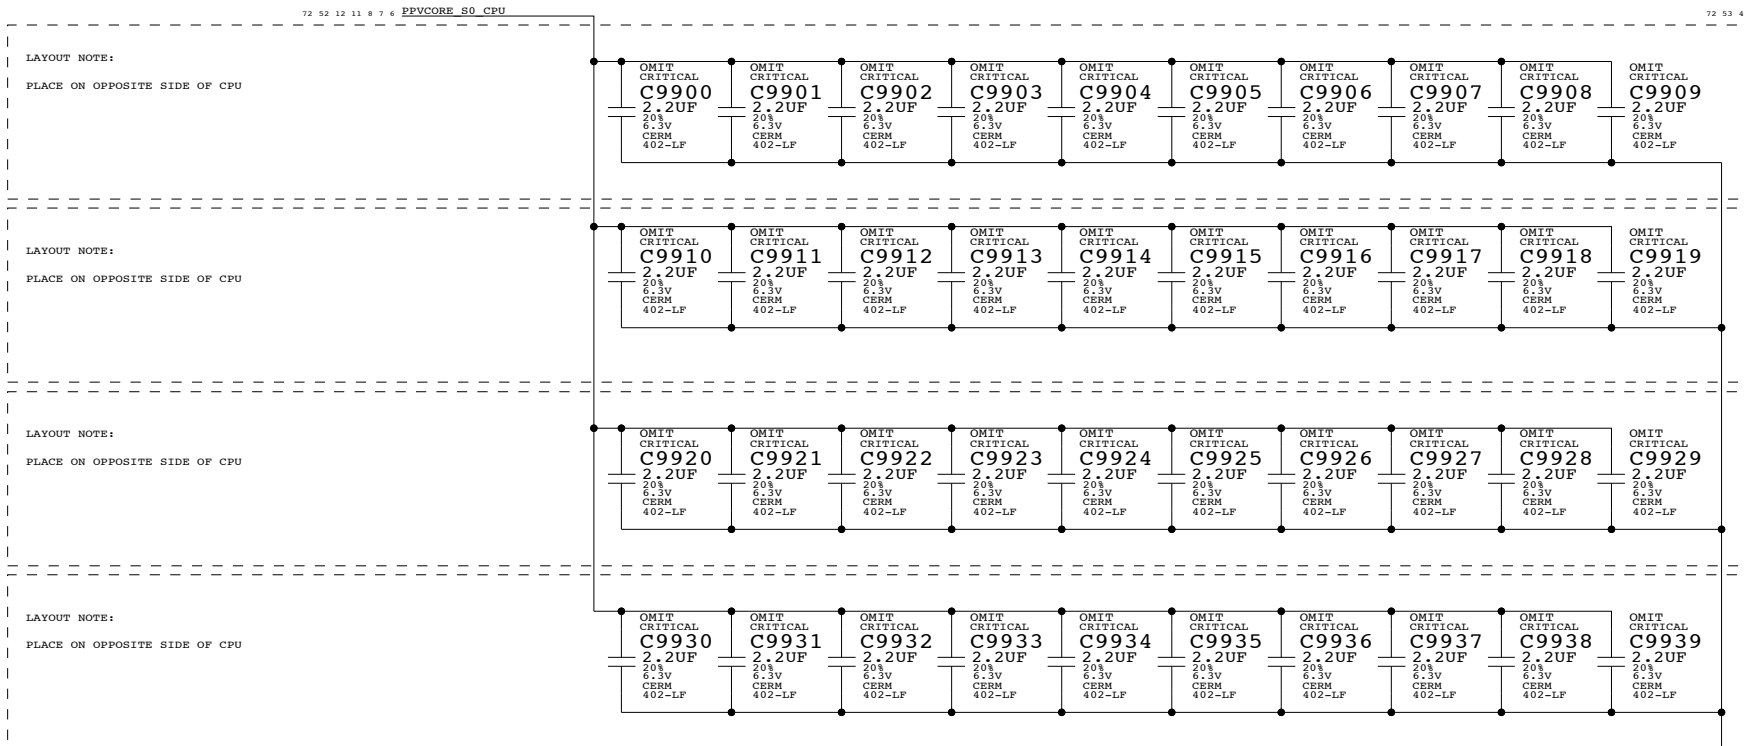 72 52 12 11 8 7 6 PPVCORE_S0_CPU
72 53 4
LAYOUT NOTE:
PLACE ON OPPOSITE SIDE OF CPU
OMIT OMIT OMIT OMIT OMIT OMIT OMIT OMIT OMIT OMIT
CRITICAL CRITICAL CRITICAL CRITICAL CRITICAL CRITICAL CRITICAL CRITICAL CRITICAL CRITICAL
C9900 C9901 C9902 C9903 C9904 C9905 C9906 C9907 C9908 C9909
2.2UF 2.2UF 2.2UF 2.2UF 2.2UF 2.2UF 2.2UF 2.2UF 2.2UF 2.2UF
20% 20% 20% 20% 20% 20% 20% 20% 20% 20%
6.3V 6.3V 6.3V 6.3V 6.3V 6.3V 6.3V 6.3V 6.3V 6.3V
CERM CERM CERM CERM CERM CERM CERM CERM CERM CERM
402-LF 402-LF 402-LF 402-LF 402-LF 402-LF 402-LF 402-LF 402-LF 402-LF
LAYOUT NOTE:
PLACE ON OPPOSITE SIDE OF CPU
OMIT OMIT OMIT OMIT OMIT OMIT OMIT OMIT OMIT OMIT
CRITICAL CRITICAL CRITICAL CRITICAL CRITICAL CRITICAL CRITICAL CRITICAL CRITICAL CRITICAL
C9910 C9911 C9912 C9913 C9914 C9915 C9916 C9917 C9918 C9919
2.2UF 2.2UF 2.2UF 2.2UF 2.2UF 2.2UF 2.2UF 2.2UF 2.2UF 2.2UF
20% 20% 20% 20% 20% 20% 20% 20% 20% 20%
6.3V 6.3V 6.3V 6.3V 6.3V 6.3V 6.3V 6.3V 6.3V 6.3V
CERM CERM CERM CERM CERM CERM CERM CERM CERM CERM
402-LF 402-LF 402-LF 402-LF 402-LF 402-LF 402-LF 402-LF 402-LF 402-LF
LAYOUT NOTE:
PLACE ON OPPOSITE SIDE OF CPU
OMIT OMIT OMIT OMIT OMIT OMIT OMIT OMIT OMIT OMIT
CRITICAL CRITICAL CRITICAL CRITICAL CRITICAL CRITICAL CRITICAL CRITICAL CRITICAL CRITICAL
C9920 C9921 C9922 C9923 C9924 C9925 C9926 C9927 C9928 C9929
2.2UF 2.2UF 2.2UF 2.2UF 2.2UF 2.2UF 2.2UF 2.2UF 2.2UF 2.2UF
20% 20% 20% 20% 20% 20% 20% 20% 20% 20%
6.3V 6.3V 6.3V 6.3V 6.3V 6.3V 6.3V 6.3V 6.3V 6.3V
CERM CERM CERM CERM CERM CERM CERM CERM CERM CERM
402-LF 402-LF 402-LF 402-LF 402-LF 402-LF 402-LF 402-LF 402-LF 402-LF
LAYOUT NOTE:
PLACE ON OPPOSITE SIDE OF CPU
OMIT OMIT OMIT OMIT OMIT OMIT OMIT OMIT OMIT OMIT
CRITICAL CRITICAL CRITICAL CRITICAL CRITICAL CRITICAL CRITICAL CRITICAL CRITICAL CRITICAL
C9930 C9931 C9932 C9933 C9934 C9935 C9936 C9937 C9938 C9939
2.2UF 2.2UF 2.2UF 2.2UF 2.2UF 2.2UF 2.2UF 2.2UF 2.2UF 2.2UF
20% 20% 20% 20% 20% 20% 20% 20% 20% 20%
6.3V 6.3V 6.3V 6.3V 6.3V 6.3V 6.3V 6.3V 6.3V 6.3V
CERM CERM CERM CERM CERM CERM CERM CERM CERM CERM
402-LF 402-LF 402-LF 402-LF 402-LF 402-LF 402-LF 402-LF 402-LF 402-LF